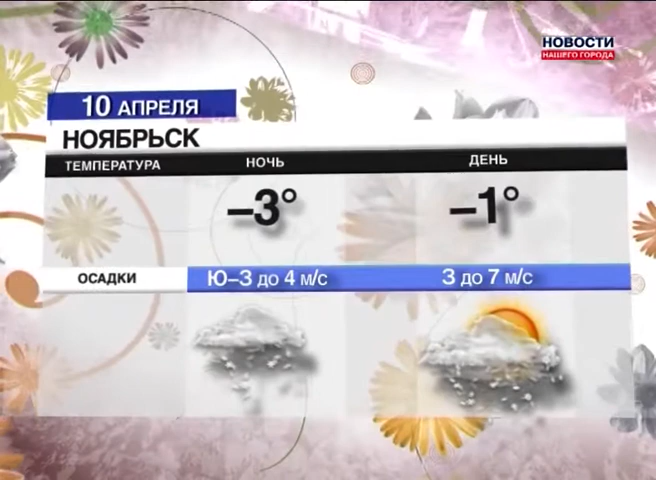 НОВОСТИ
НАШЕГО ГОРОДА
10 АПРЕЛЯ
НОЯБРЬСК
ТЕМПЕРАТУРА НОЧЬ ДЕНЬ
–3° –1°
ОСАДКИ Ю–З ДО 4 М/С З ДО 7 М/С